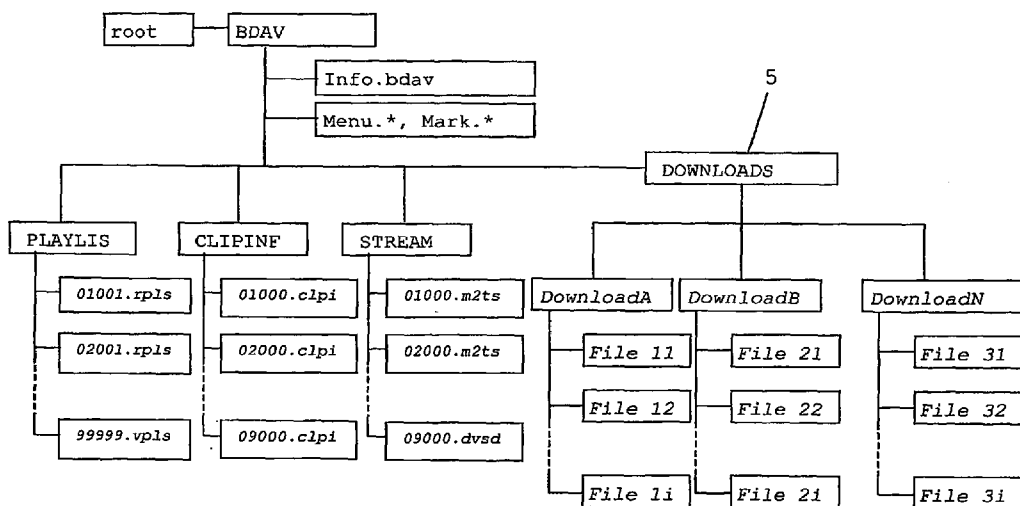 root BDAV
Info.bdav
Menu.*, Mark.*
5
DOWNLOADS
PLAYLIS CLIPINF STREAM
DownloadA DownloadB DownloadN
01001.rpls 01000.clpi 01000.m2ts
02001.rpls 02000.clpi 02000.m2ts
99999.vpls 09000.clpi 09000.dvsd
File 11 File 21 File 31
File 12 File 22 File 32
File 1i File 2i File 3i